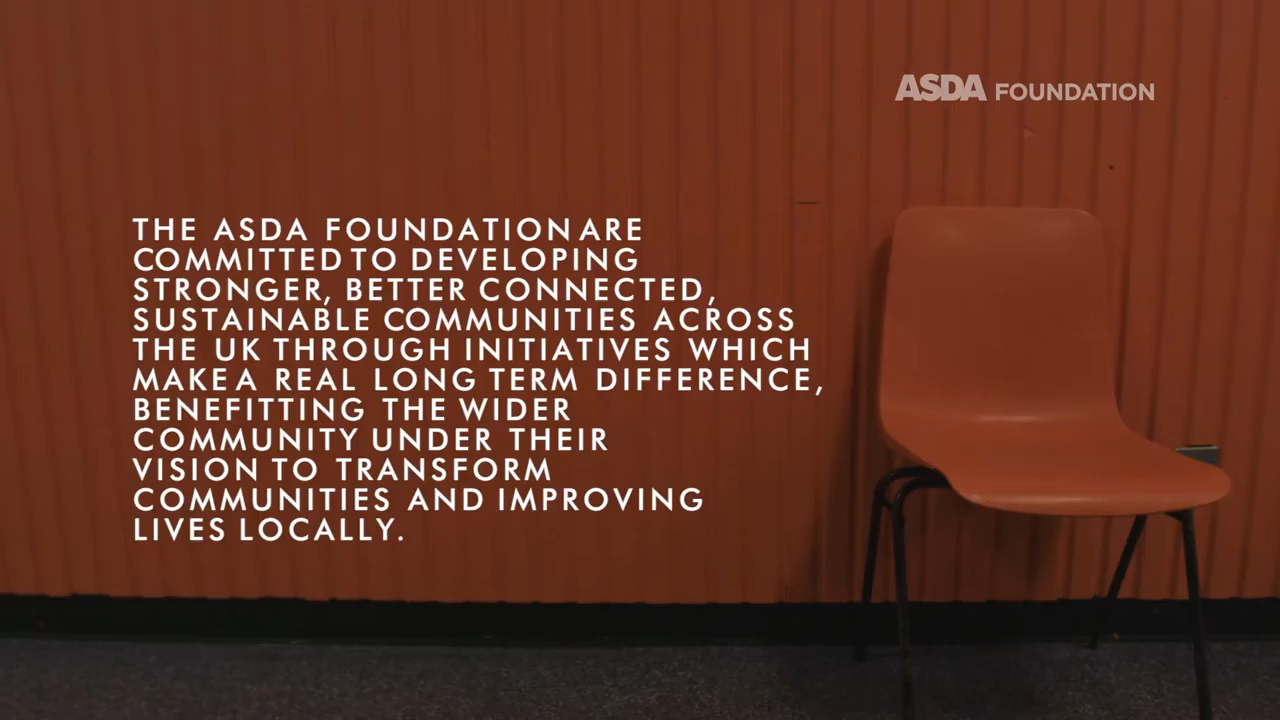 ASDA FOUNDATION
THE ASDA FOUNDATION ARE
COMMITTED TO DEVELOPING
STRONGER, BETTER CONNECTED,
SUSTAINABLE COMMUNITIES ACROSS
THE UK THROUGH INITIATIVES WHICH
MAKE A REAL LONG TERM DIFFERENCE,
BENEFITTING THE WIDER
COMMUNITY UNDER THEIR
VISION TO TRANSFORM
COMMUNITIES AND IMPROVING
LIVES LOCALLY.